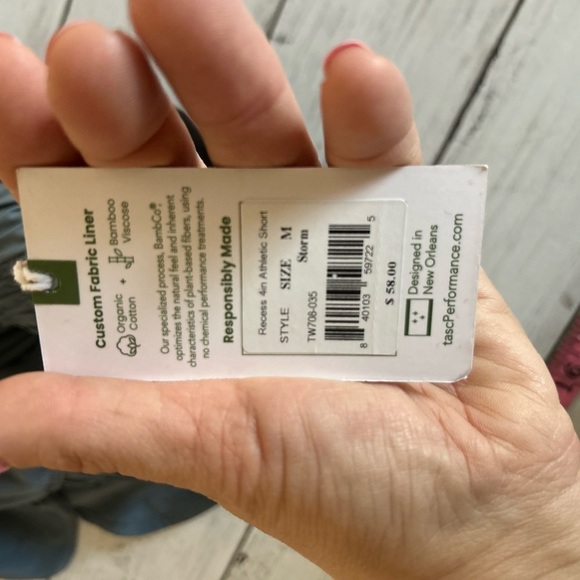 Custom Fabric Liner
Organic Cotton + Bamboo Viscose
Our specialized process, BambCo®,
optimizes the natural feel and inherent
characteristics of plant-based fibers, using
no chemical performance treatments.
Responsibly Made
Recess 4in Athletic Short
STYLE SIZE M
TW708-035 Storm
8 40103 59722 5
$ 58.00
Designed in
New Orleans
tascPerformance.com